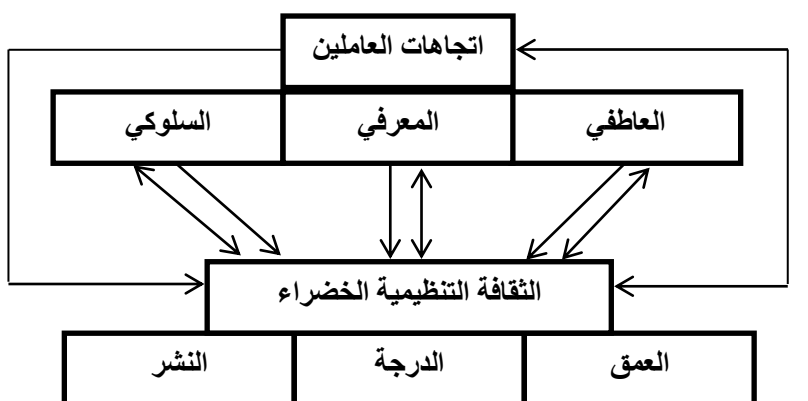 اتجاهات العاملين
العاطفي
المعرفي
السلوكي
الثقافة التنظيمية الخضراء
العمق
الدرجة
النشر